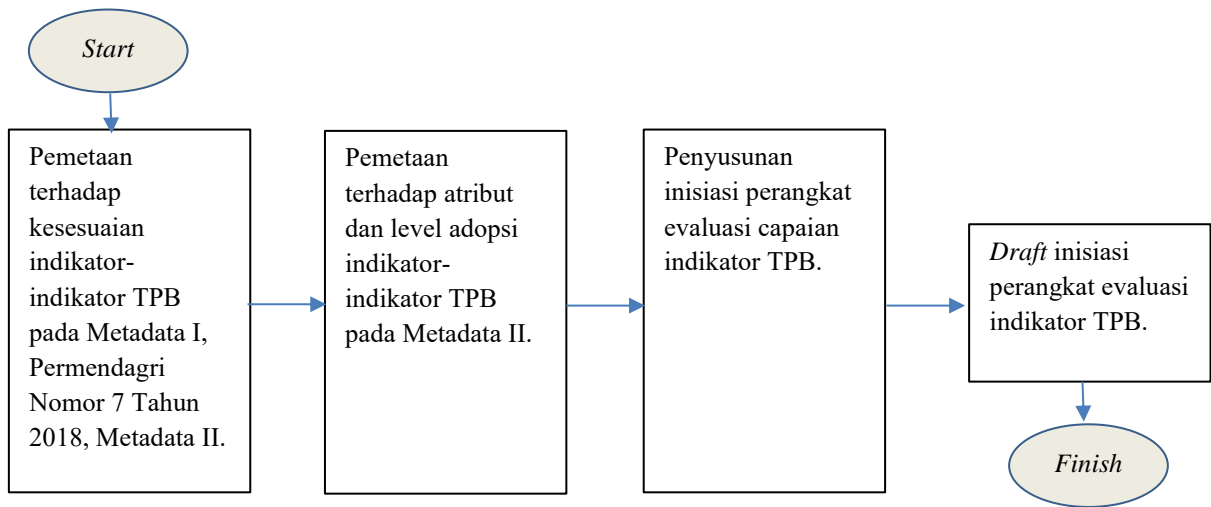 Start
Pemetaan
terhadap
kesesuaian
indikator-
indikator TPB
pada Metadata I,
Permendagri
Nomor 7 Tahun
2018, Metadata II.
Pemetaan
terhadap atribut
dan level adopsi
indikator-
indikator TPB
pada Metadata II.
Penyusunan
inisiasi perangkat
evaluasi capaian
indikator TPB.
Draft inisiasi
perangkat evaluasi
indikator TPB.
Finish